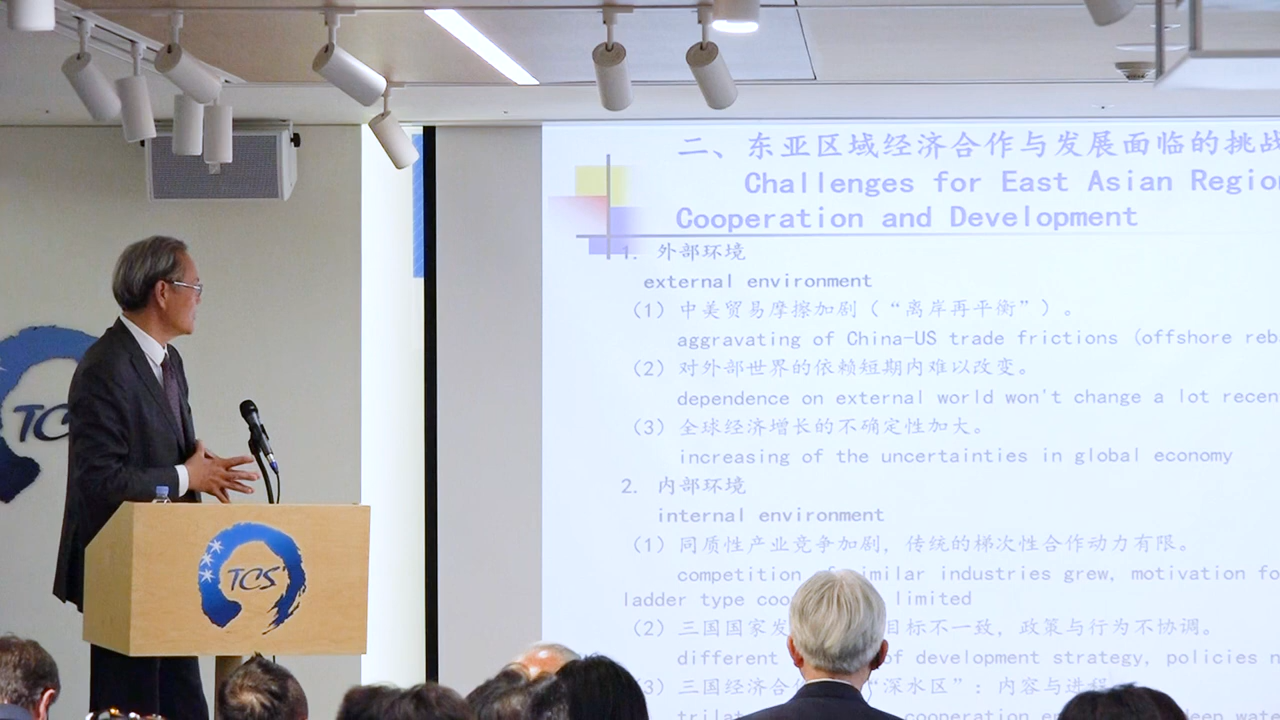 TC
TCS
二、东亚区域经济合作与发展面临的挑战
Challenges for East Asian
Cooperation and Development
1. 外部环境
external environment
(1) 中美贸易摩擦加剧(“离岸再平衡”)。
aggravating of China-US trade frictions (offshore
(2) 对外部世界的依赖短期内难以改变。
dependence on external world won't change a lot
(3) 全球经济增长的不确定性加大。
increasing of the uncertainties in global economy
2. 内部环境
internal environment
(1) 同质性产业竞争加剧, 传统的梯次性合作动力有限。
competition industries grew, motivation
ladder type limited
(2) 三国国家发 目标不一致, 政策与行为不协调。
different of development strategy, policies
3) 三国经济合 “深水区”: 内容与进程
cooperation